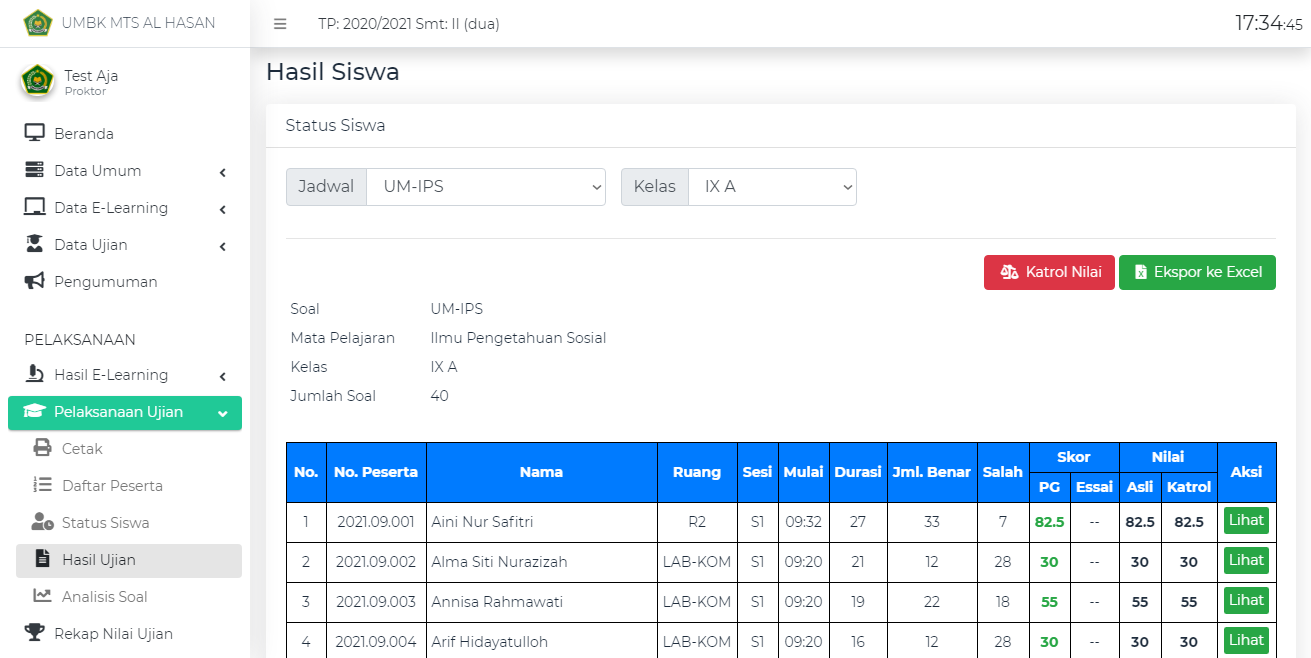 UMBK MTS AL HASAN
TP: 2020/2021 Smt: II (dua)
17:34:45
Test Aja
Proktor
Beranda
Data Umum
Data E-Learning
Data Ujian
Pengumuman
PELAKSANAAN
Hasil E-Learning
Pelaksanaan Ujian
Cetak
Daftar Peserta
Status Siswa
Hasil Ujian
Analisis Soal
Rekap Nilai Ujian
Hasil Siswa
Status Siswa
Jadwal UM-IPS Kelas IX A
Katrol Nilai Ekspor ke Excel
Soal UM-IPS
Mata Pelajaran Ilmu Pengetahuan Sosial
Kelas IX A
Jumlah Soal 40
No. No. Peserta Nama Ruang Sesi Mulai Durasi Jml. Benar Salah Skor Nilai Aksi
PG Essai Asli Katrol
1 2021.09.001 Aini Nur Safitri R2 S1 09:32 27 33 7 82.5 -- 82.5 82.5 Lihat
2 2021.09.002 Alma Siti Nurazizah LAB-KOM S1 09:20 21 12 28 30 -- 30 30 Lihat
3 2021.09.003 Annisa Rahmawati LAB-KOM S1 09:20 19 22 18 55 -- 55 55 Lihat
4 2021.09.004 Arif Hidayatulloh LAB-KOM S1 09:20 16 12 28 30 -- 30 30 Lihat